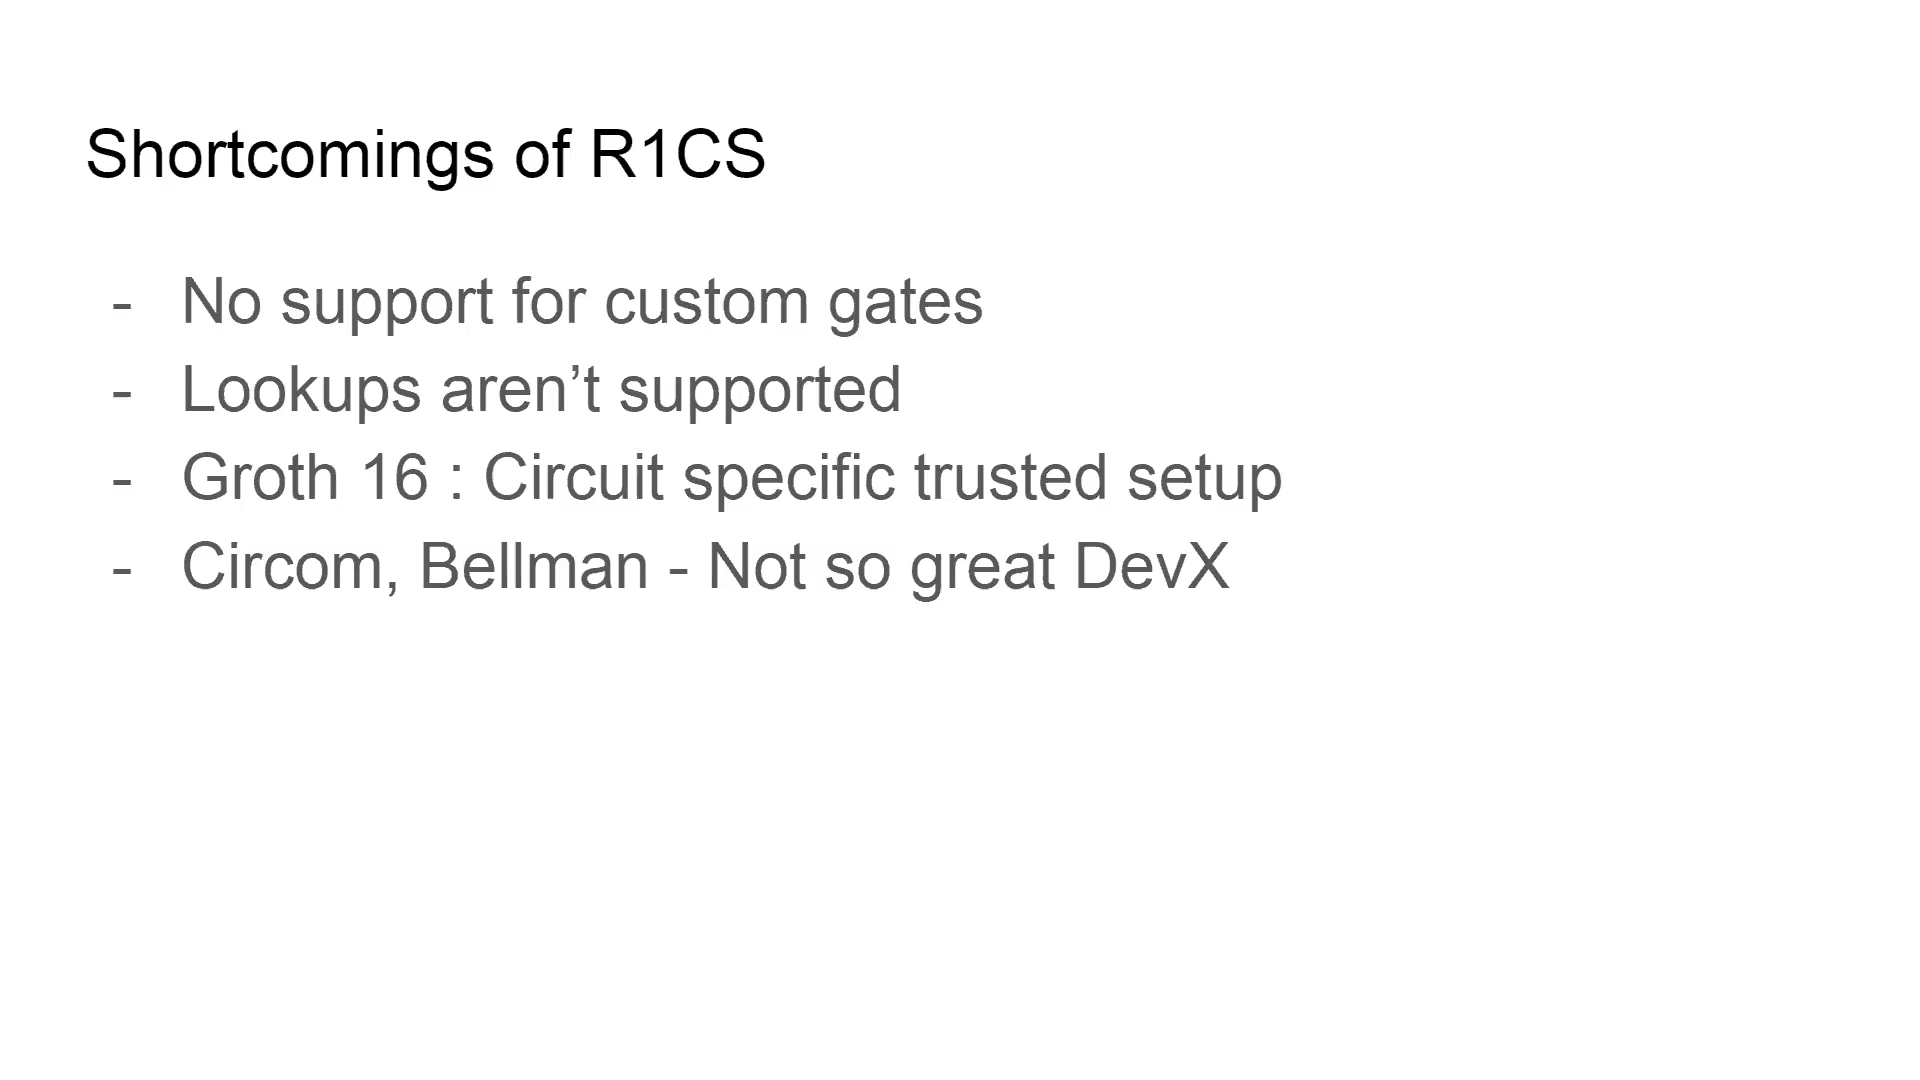 Shortcomings of R1CS
- No support for custom gates
- Lookups aren’t supported
- Groth 16 : Circuit specific trusted setup
- Circom, Bellman - Not so great DevX